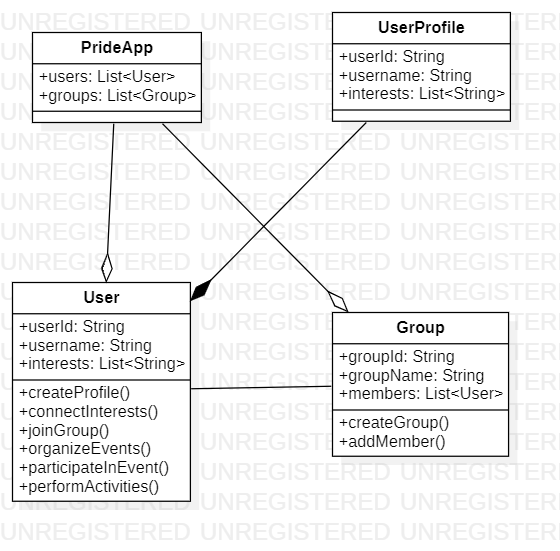 PrideApp
+users: List<User>
+groups: List<Group>
UserProfile
+userId: String
+username: String
+interests: List<String>
User
+userId: String
+username: String
+interests: List<String>
+createProfile()
+connectInterests()
+joinGroup()
+organizeEvents()
+participateInEvent()
+performActivities()
Group
+groupId: String
+groupName: String
+members: List<User>
+createGroup()
+addMember()
UNREGISTERED UNREGISTERED UNREGISTERED